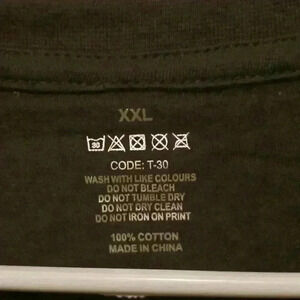 XXL
30
CODE: T-30
WASH WITH LIKE COLOURS
DO NOT BLEACH
DO NOT TUMBLE DRY
DO NOT DRY CLEAN
DO NOT IRON ON PRINT
100% COTTON
MADE IN CHINA